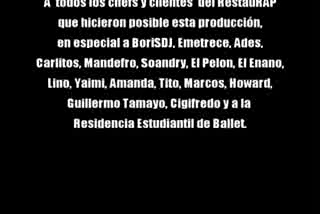 A todos los chefs y clientes del RestauRAP
que hicieron posible esta producción,
en especial a BoriSDJ, Emetrece, Ades,
Carlitos, Mandefro, Soandry, El Pelon, El Enano,
Lino, Yaimi, Amanda, Tito, Marcos, Howard,
Guillermo Tamayo, Cigifredo y a la
Residencia Estudiantil de Ballet.